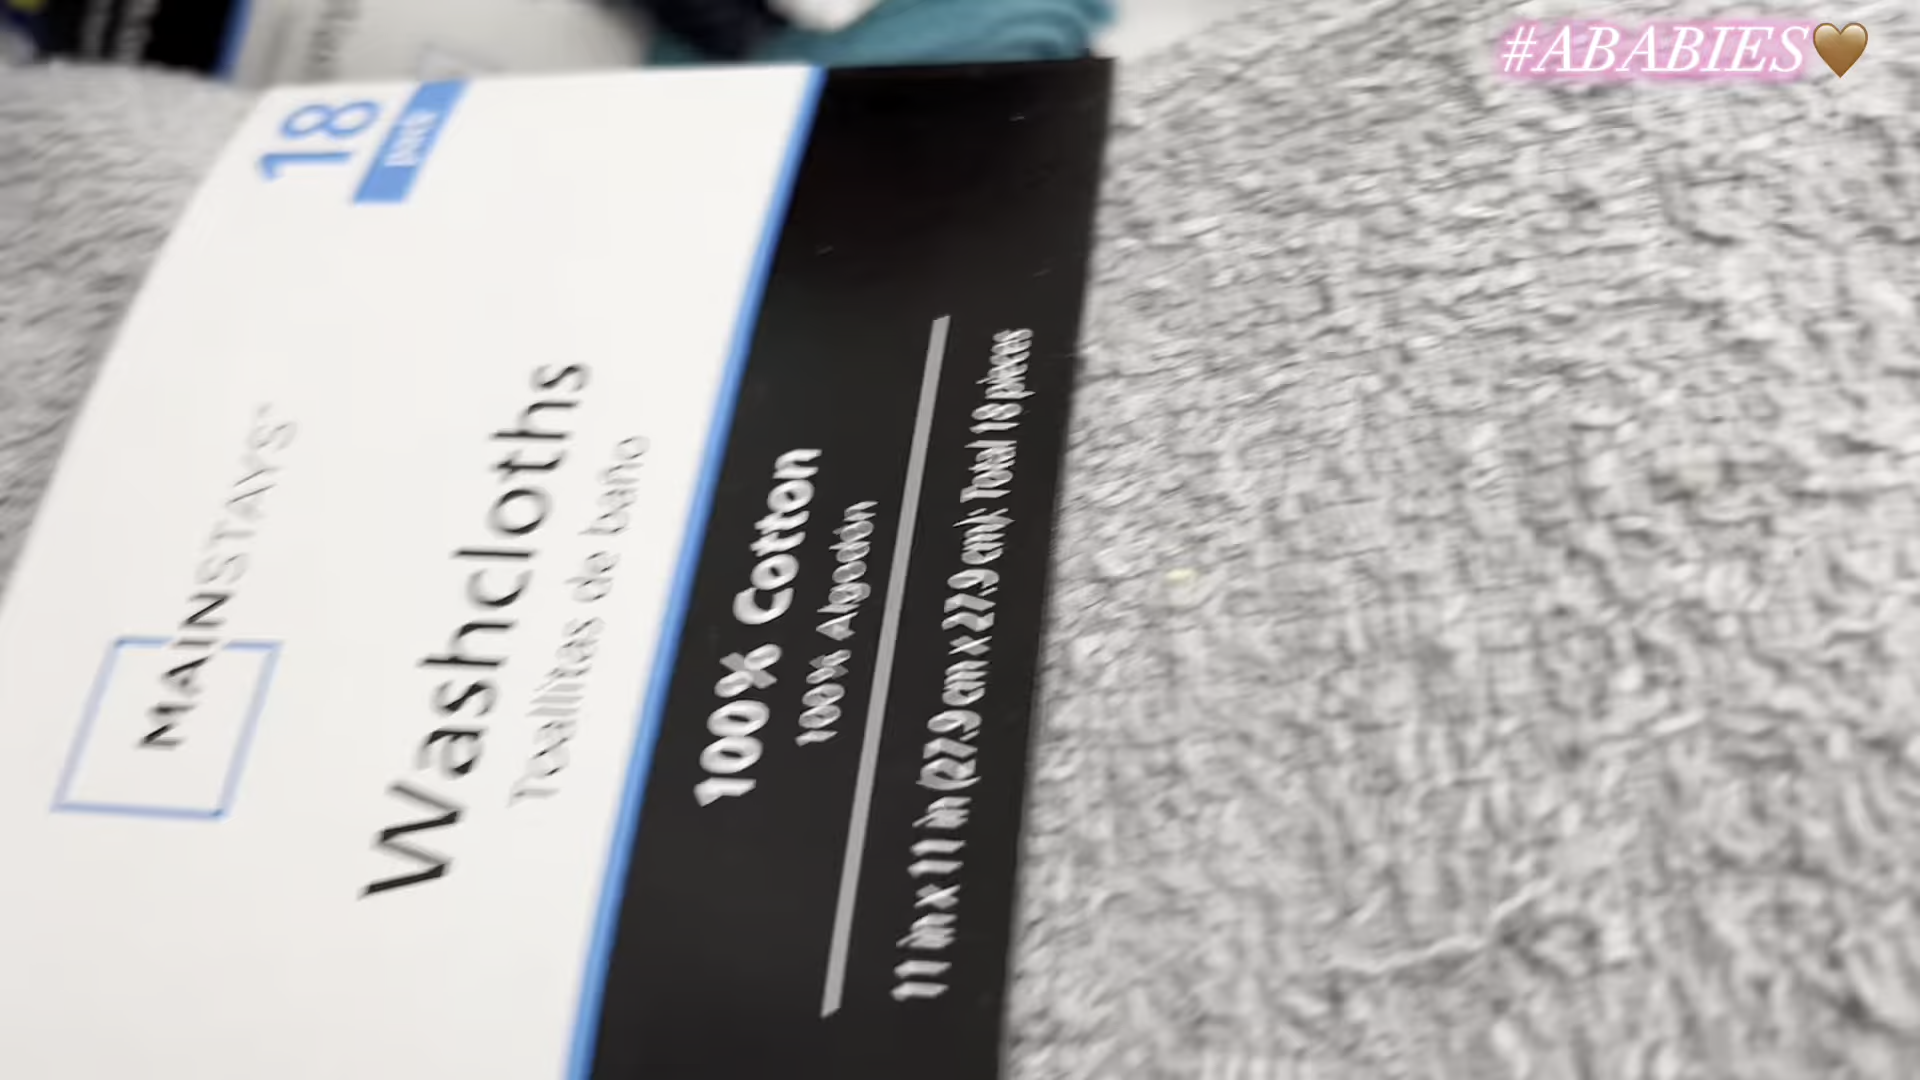 #ABABIES🤎
18
pack
MAINSTAYS
Washcloths
Toallitas de baño
100% Cotton
100% Algodón
11 in x 11 in (27.9 cm x 27.9 cm); Total 18 pieces